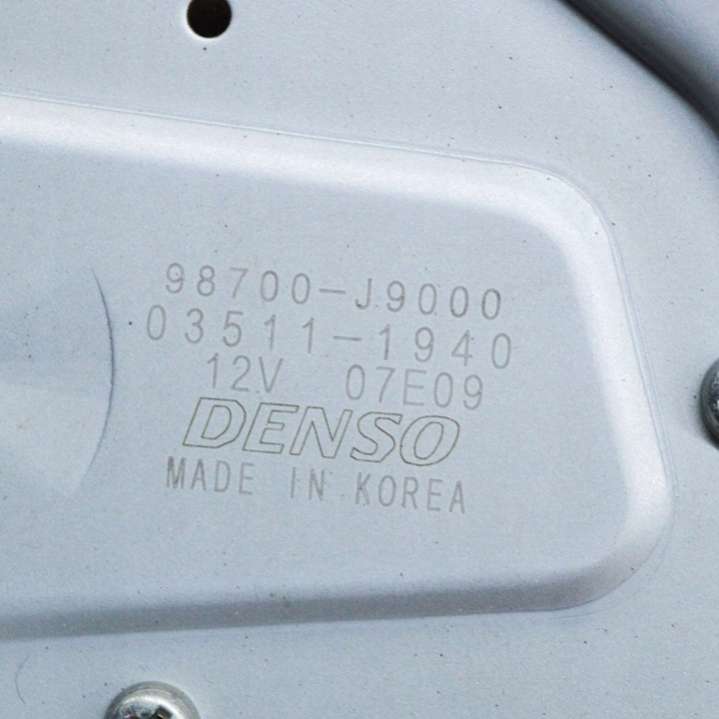 98700-J9000
03511-1940
12V 07E09
DENSO
MADE IN KOREA